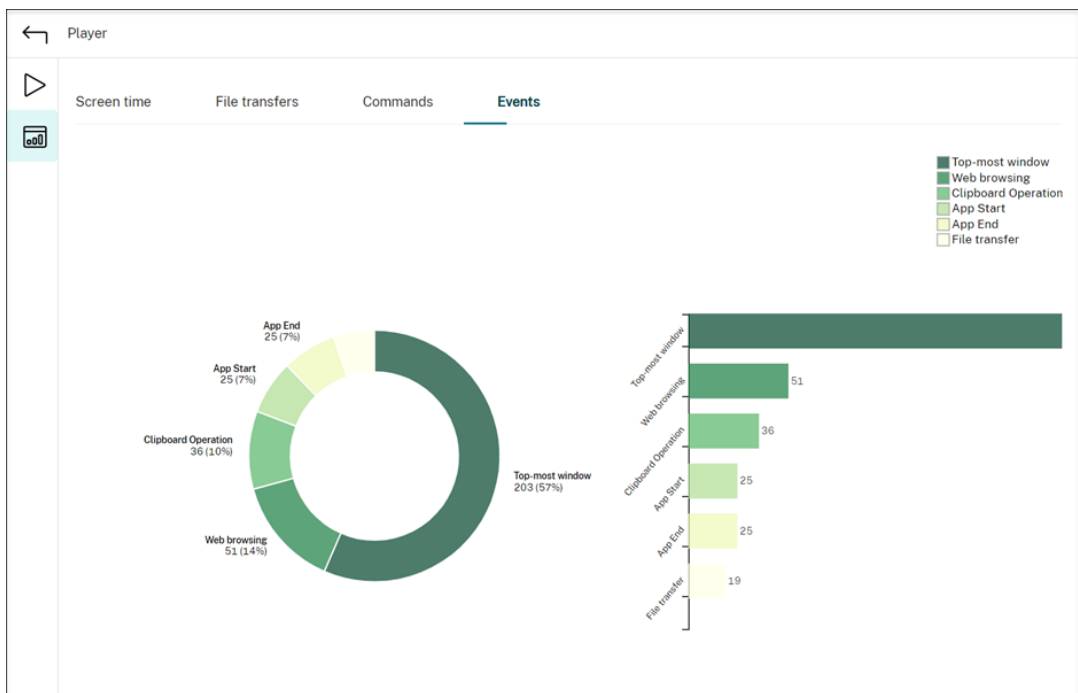 Player
Screen time
File transfers
Commands
Events
Top-most window
Web browsing
Clipboard Operation
App Start
App End
File transfer
App End
25 (7%)
App Start
25 (7%)
Clipboard Operation
36 (10%)
Web browsing
51 (14%)
Top-most window
203 (57%)
Top-most window
Web browsing
51
Clipboard Operation
36
App Start
25
App End
25
File transfer
19